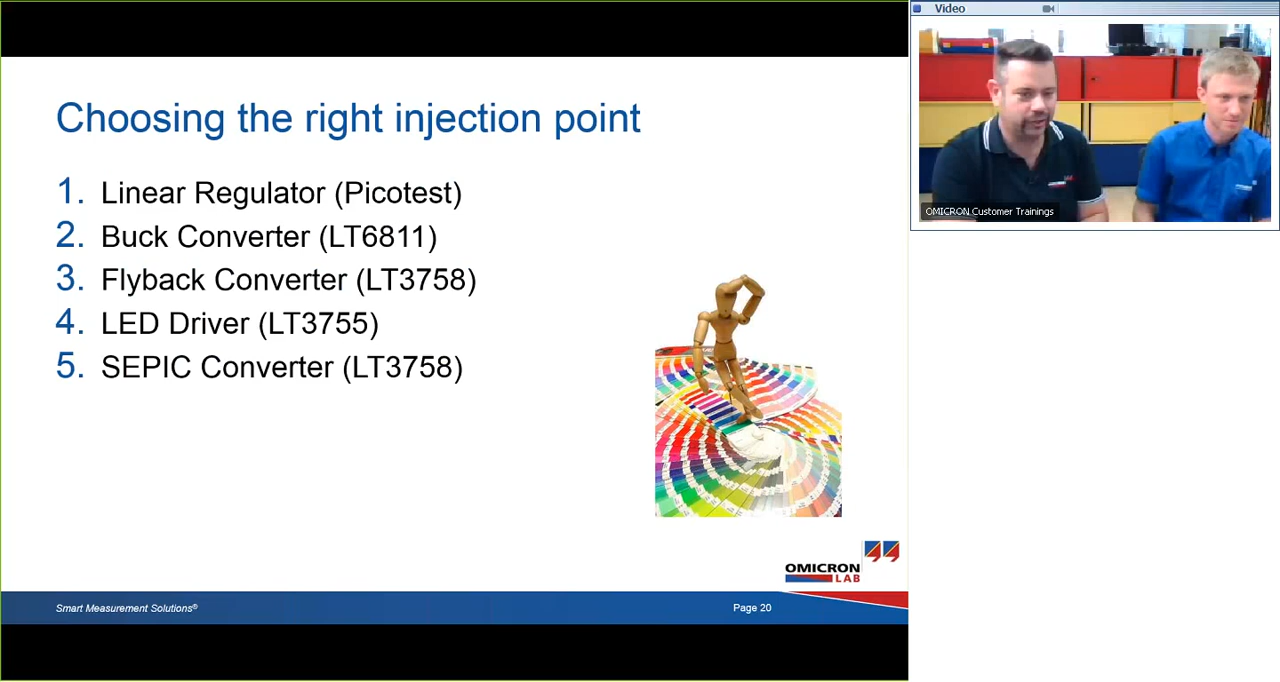 Choosing the right injection point
1. Linear Regulator (Picotest)
2. Buck Converter (LT6811)
3. Flyback Converter (LT3758)
4. LED Driver (LT3755)
5. SEPIC Converter (LT3758)
OMICRON
LAB
Smart Measurement Solutions®
Page 20
Video
OMICRON Customer Trainings